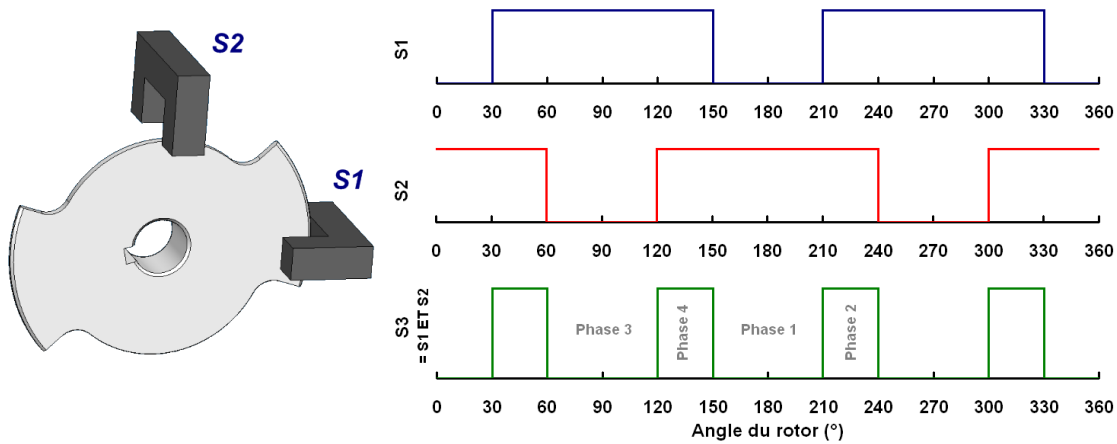 S2
S1
S1
0 30 60 90 120 150 180 210 240 270 300 330 360
S2
0 30 60 90 120 150 180 210 240 270 300 330 360
S3
= S1 ET S2
Phase 3
Phase 4
Phase 1
Phase 2
0 30 60 90 120 150 180 210 240 270 300 330 360
Angle du rotor (°)